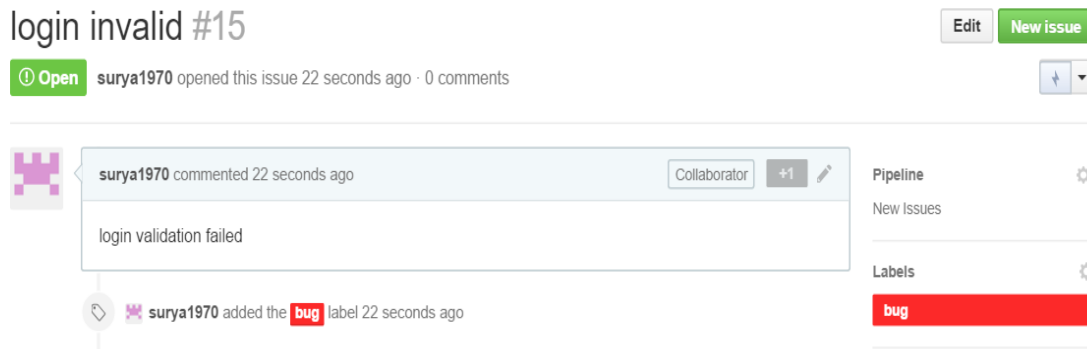 login invalid #15
Edit
New issue
Open
surya1970 opened this issue 22 seconds ago · 0 comments
surya1970 commented 22 seconds ago
Collaborator
+1
login validation failed
surya1970 added the bug label 22 seconds ago
Pipeline
New Issues
Labels
bug